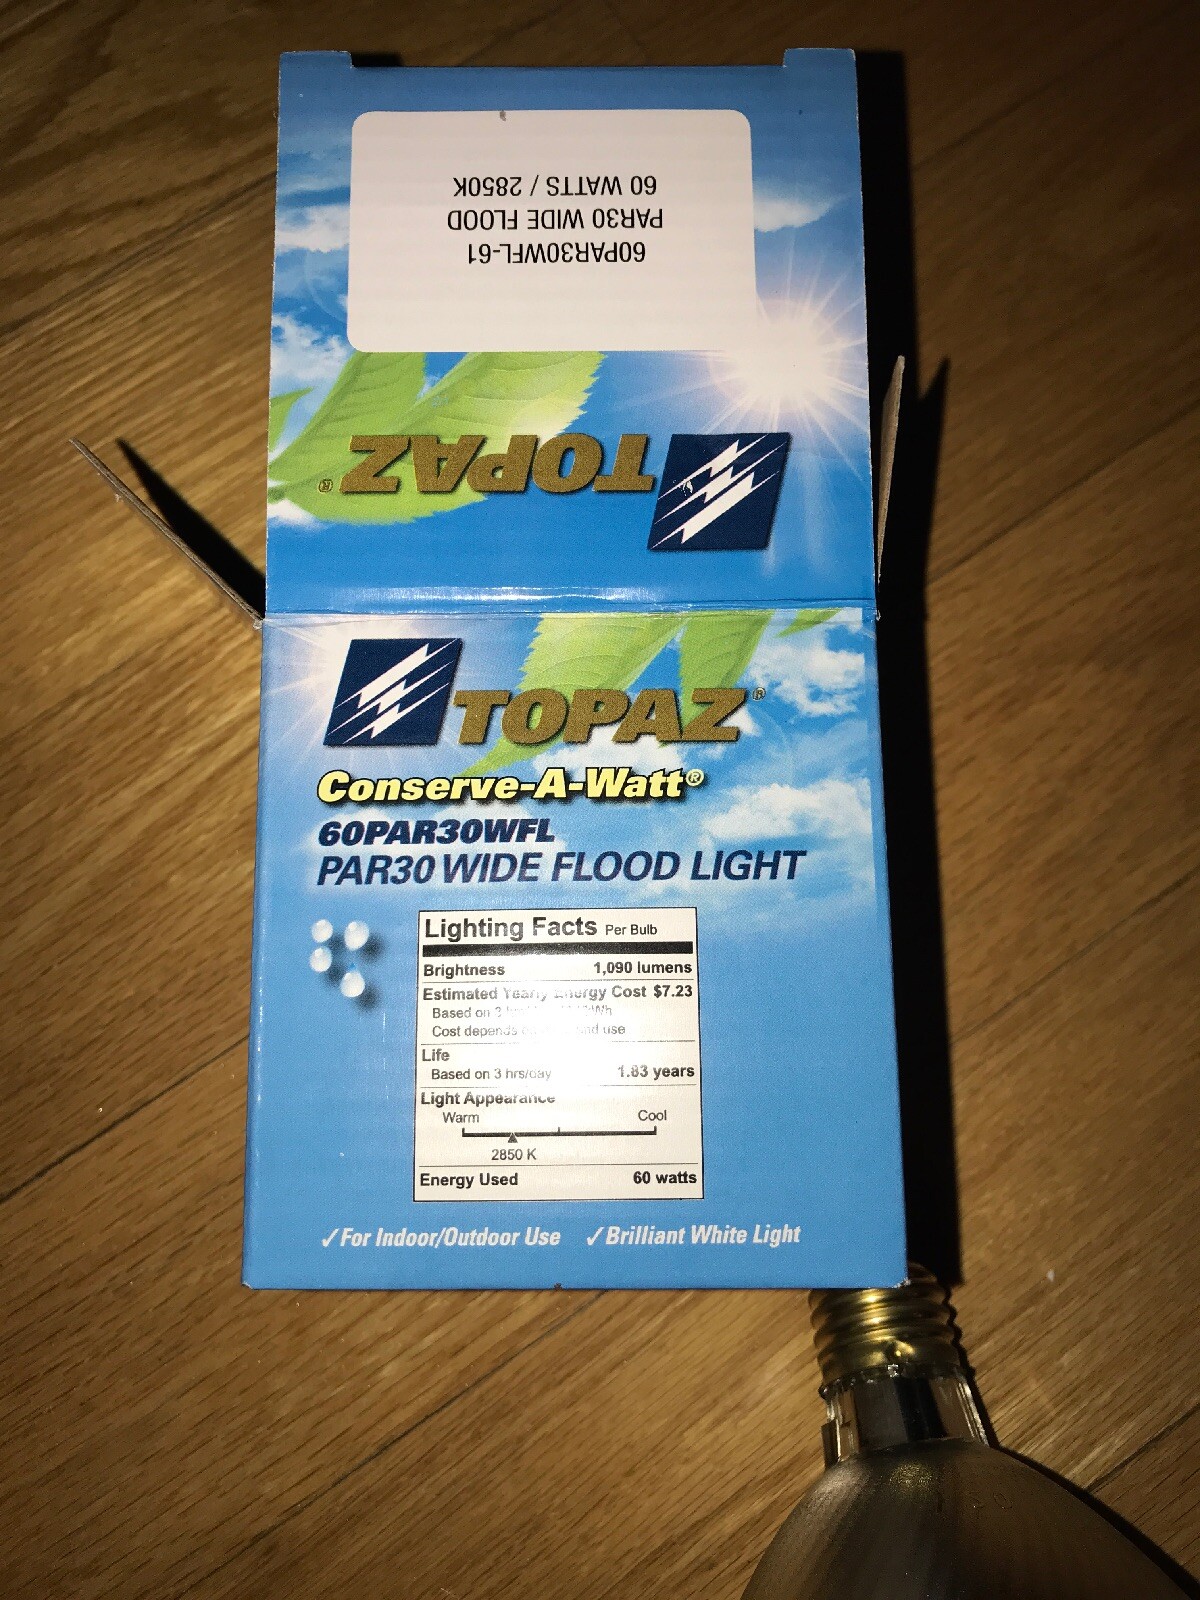 60PAR30WFL-61
PAR30 WIDE FLOOD
60 WATTS / 2850K
TOPAZ®
TOPAZ®
Conserve-A-Watt®
60PAR30WFL
PAR30 WIDE FLOOD LIGHT
Lighting Facts Per Bulb
Brightness 1,090 lumens
Estimated Yearly Energy Cost $7.23
Based on 3
Cost depends and use
Life
Based on 3 hrs/day 1.83 years
Light Appearance
Warm Cool
2850 K
Energy Used 60 watts
✓For Indoor/Outdoor Use ✓Brilliant White Light